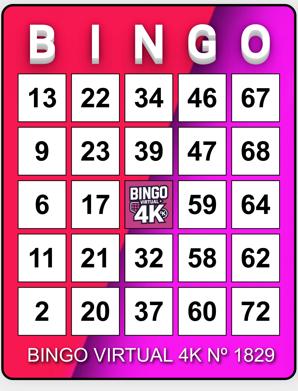 BINGO
13 22 34 46 67
9 23 39 47 68
6 17 BINGO VIRTUAL 4K 59 64
11 21 32 58 62
2 20 37 60 72
BINGO VIRTUAL 4K Nº 1829